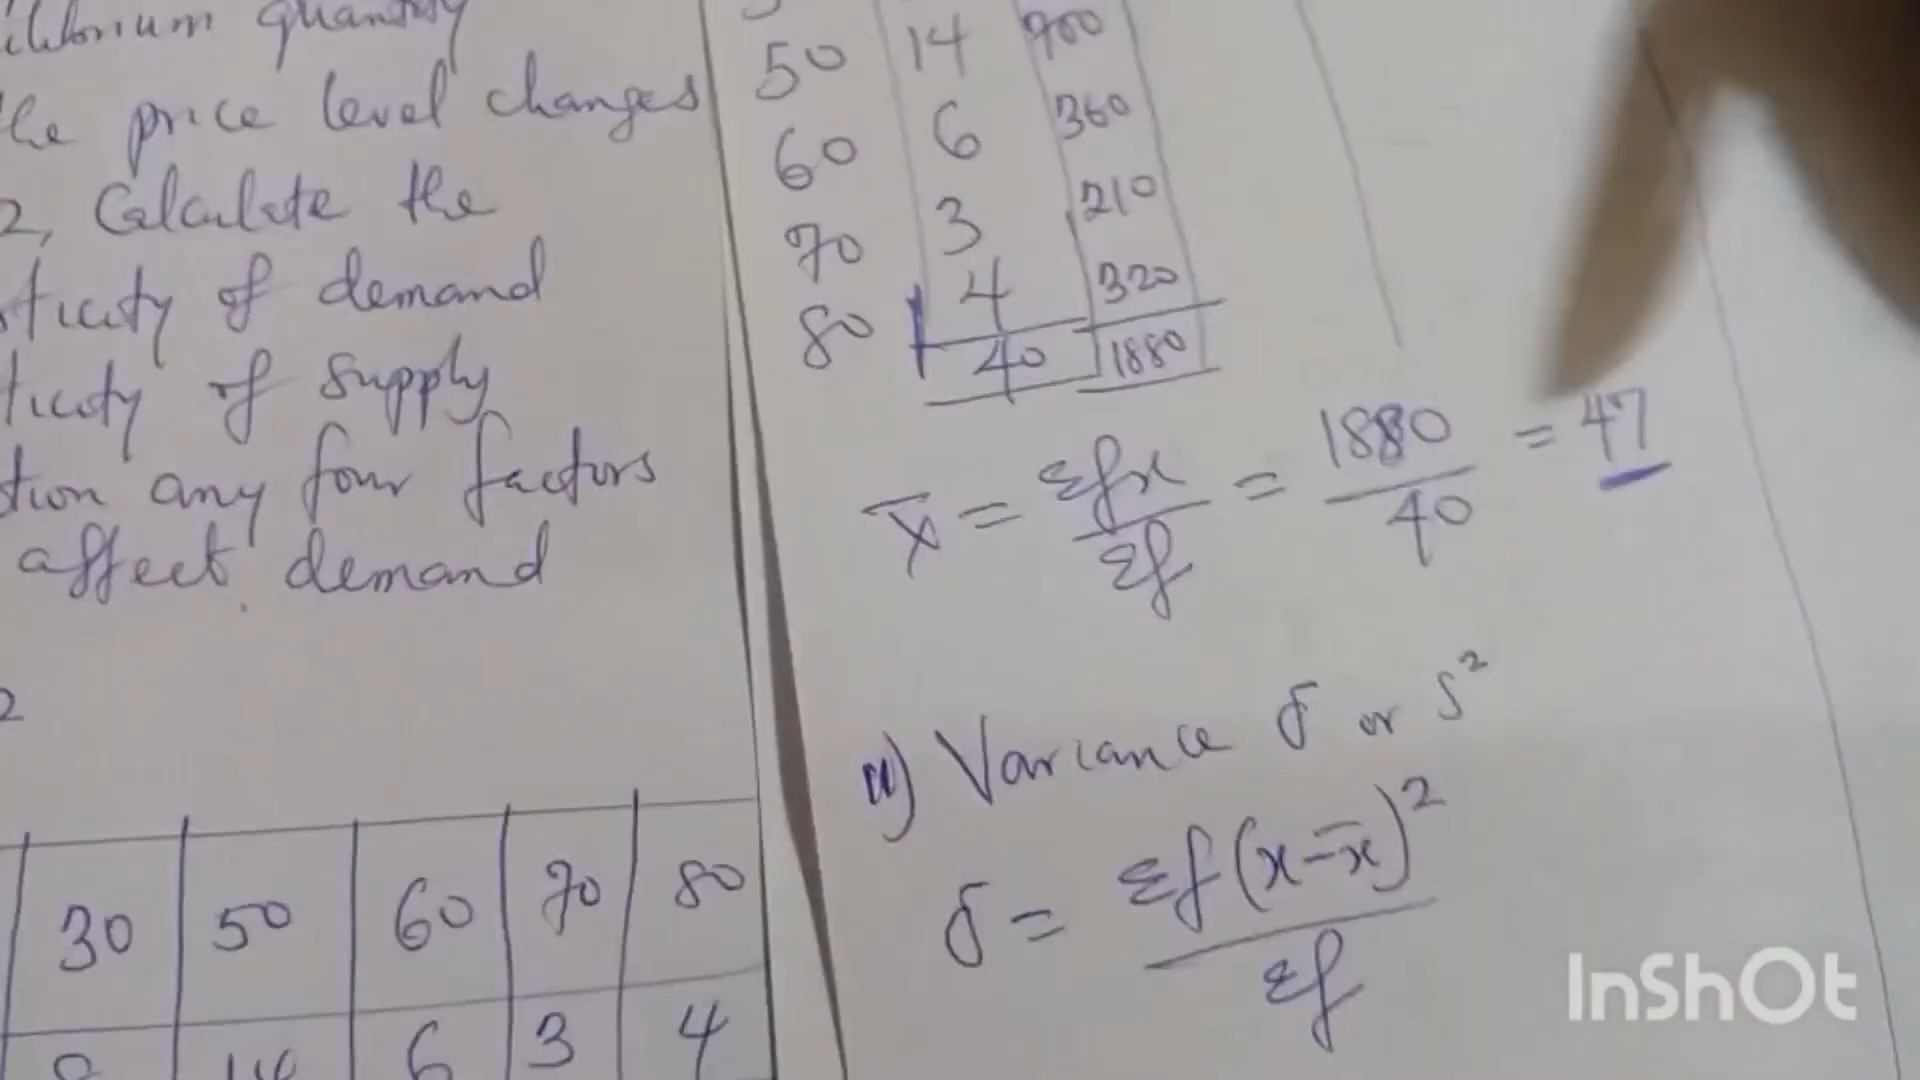 quantity
the price level changes
2, Calculate the
of demand
of supply
any four factors
affect demand
2
30 50 60 70 80
6 3 4
50 14 700
60 6 360
70 3 210
80 4 320
40 1880
x̄ = Σfx / Σf = 1880 / 40 = 47
Variance δ or s²
δ = Σf(x-x̄)² / Σf
InShOt